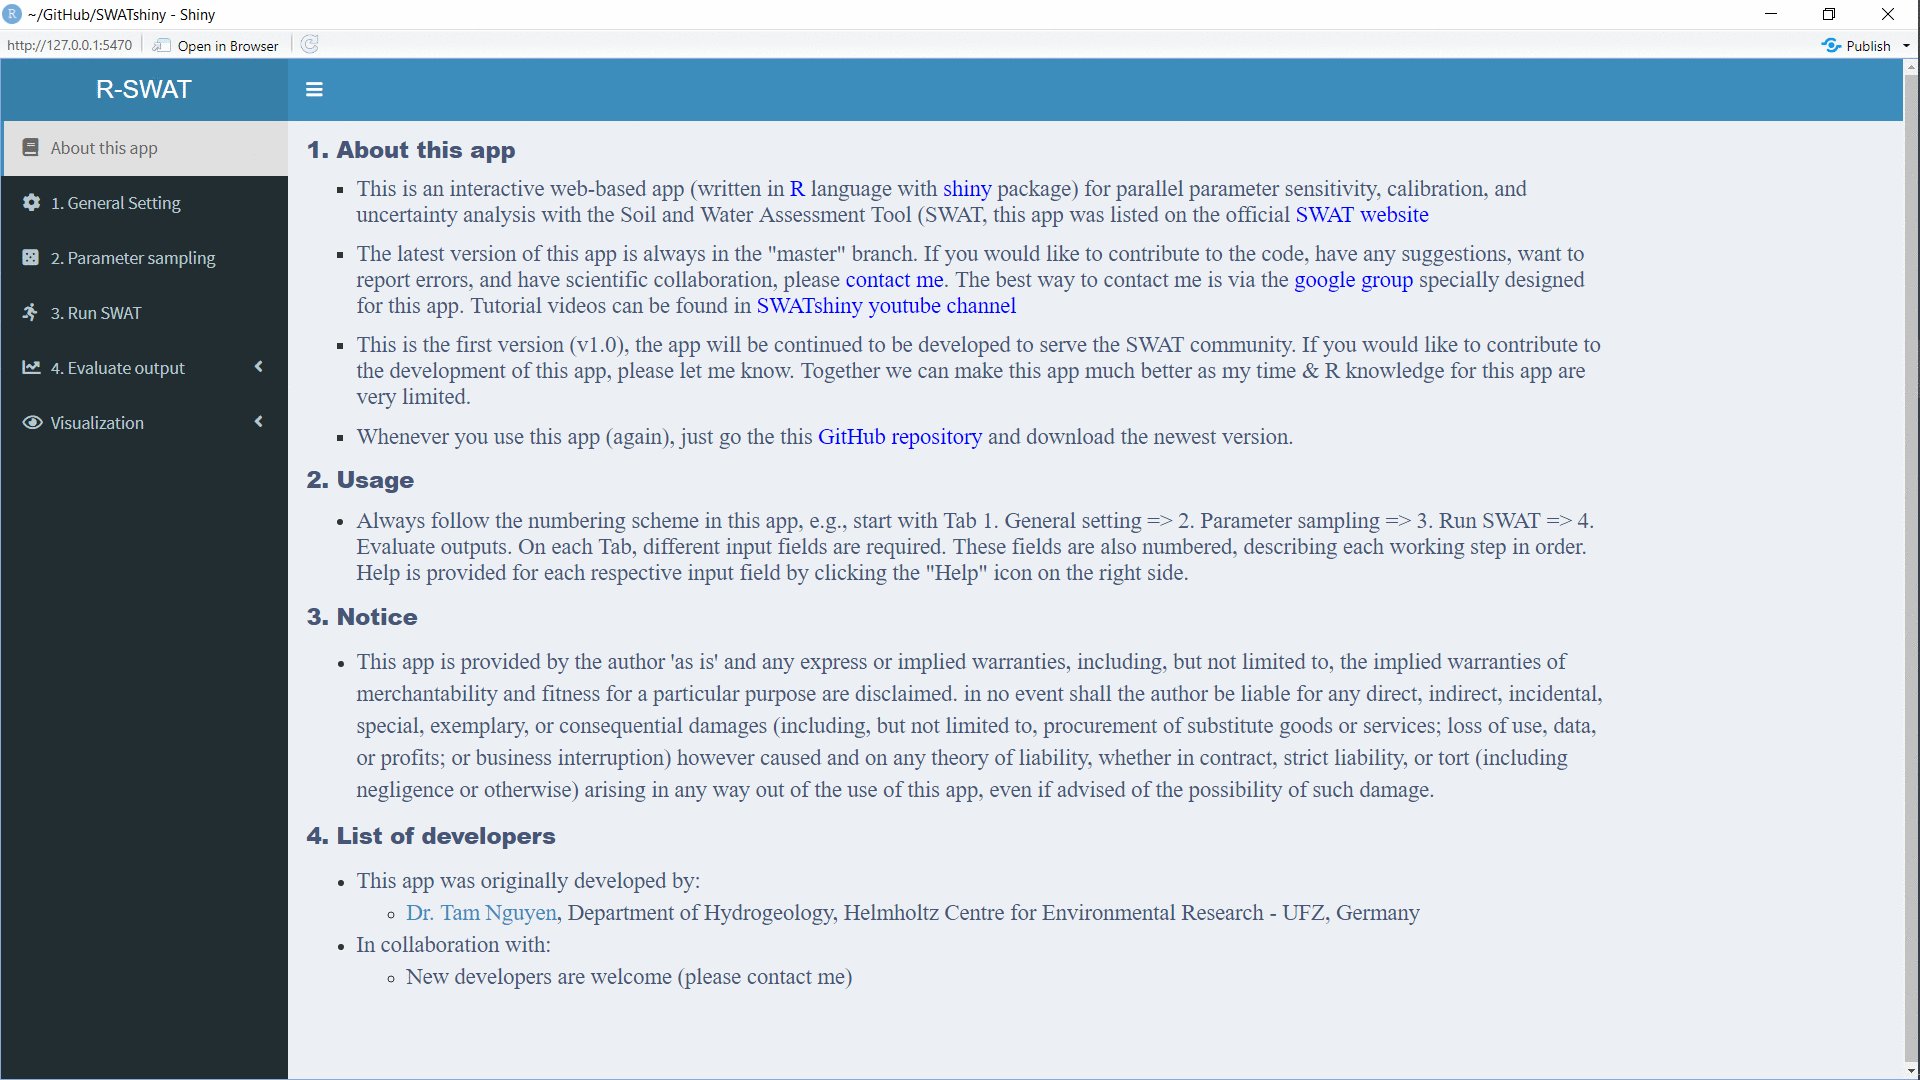 R ~/GitHub/SWATshiny - Shiny
http://127.0.0.1:5470 Open in Browser Publish
R-SWAT
About this app
1. General Setting
2. Parameter sampling
3. Run SWAT
4. Evaluate output
Visualization
1. About this app
This is an interactive web-based app (written in R language with shiny package) for parallel parameter sensitivity, calibration, and
uncertainty analysis with the Soil and Water Assessment Tool (SWAT, this app was listed on the official SWAT website
The latest version of this app is always in the "master" branch. If you would like to contribute to the code, have any suggestions, want to
report errors, and have scientific collaboration, please contact me. The best way to contact me is via the google group specially designed
for this app. Tutorial videos can be found in SWATshiny youtube channel
This is the first version (v1.0), the app will be continued to be developed to serve the SWAT community. If you would like to contribute to
the development of this app, please let me know. Together we can make this app much better as my time & R knowledge for this app are
very limited.
Whenever you use this app (again), just go the this GitHub repository and download the newest version.
2. Usage
Always follow the numbering scheme in this app, e.g., start with Tab 1. General setting => 2. Parameter sampling => 3. Run SWAT => 4.
Evaluate outputs. On each Tab, different input fields are required. These fields are also numbered, describing each working step in order.
Help is provided for each respective input field by clicking the "Help" icon on the right side.
3. Notice
This app is provided by the author 'as is' and any express or implied warranties, including, but not limited to, the implied warranties of
merchantability and fitness for a particular purpose are disclaimed. in no event shall the author be liable for any direct, indirect, incidental,
special, exemplary, or consequential damages (including, but not limited to, procurement of substitute goods or services; loss of use, data,
or profits; or business interruption) however caused and on any theory of liability, whether in contract, strict liability, or tort (including
negligence or otherwise) arising in any way out of the use of this app, even if advised of the possibility of such damage.
4. List of developers
This app was originally developed by:
Dr. Tam Nguyen, Department of Hydrogeology, Helmholtz Centre for Environmental Research - UFZ, Germany
In collaboration with:
New developers are welcome (please contact me)